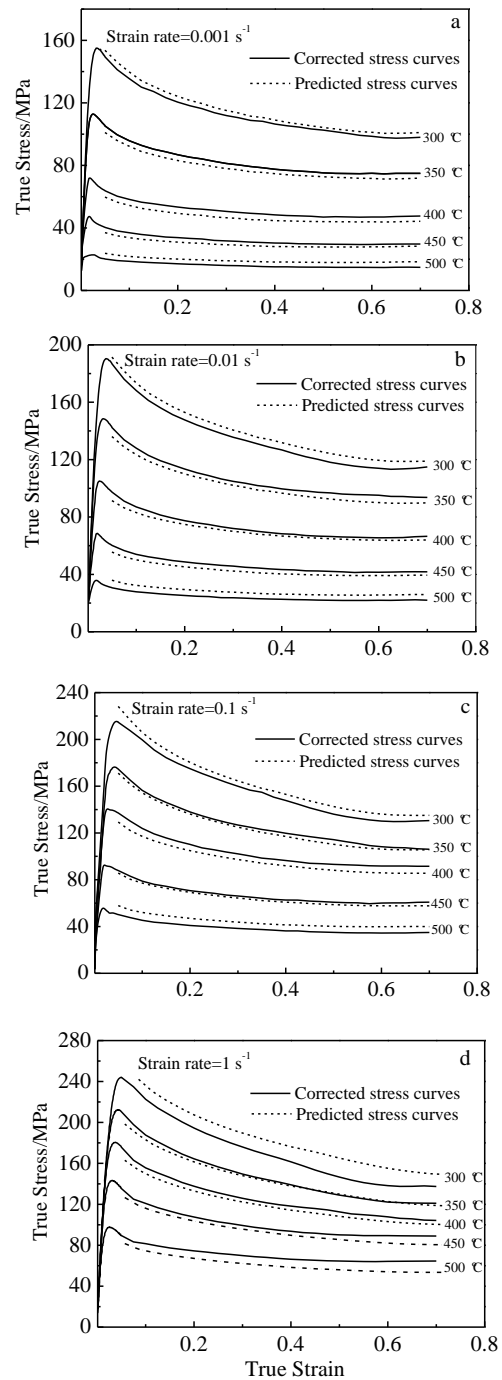 a
Strain rate=0.001 s-1
Corrected stress curves
Predicted stress curves
160
120
80
40
0
True Stress/MPa
300 ℃
350 ℃
400 ℃
450 ℃
500 ℃
0.2
0.4
0.6
0.8
b
Strain rate=0.01 s-1
Corrected stress curves
Predicted stress curves
200
160
120
80
40
0
True Stress/MPa
300 ℃
350 ℃
400 ℃
450 ℃
500 ℃
0.2
0.4
0.6
0.8
c
Strain rate=0.1 s-1
Corrected stress curves
Predicted stress curves
240
200
160
120
80
40
0
True Stress/MPa
300 ℃
350 ℃
400 ℃
450 ℃
500 ℃
0.2
0.4
0.6
0.8
d
Strain rate=1 s-1
Corrected stress curves
Predicted stress curves
280
240
200
160
120
80
40
0
True Stress/MPa
300 ℃
350 ℃
400 ℃
450 ℃
500 ℃
0.2
0.4
0.6
0.8
True Strain